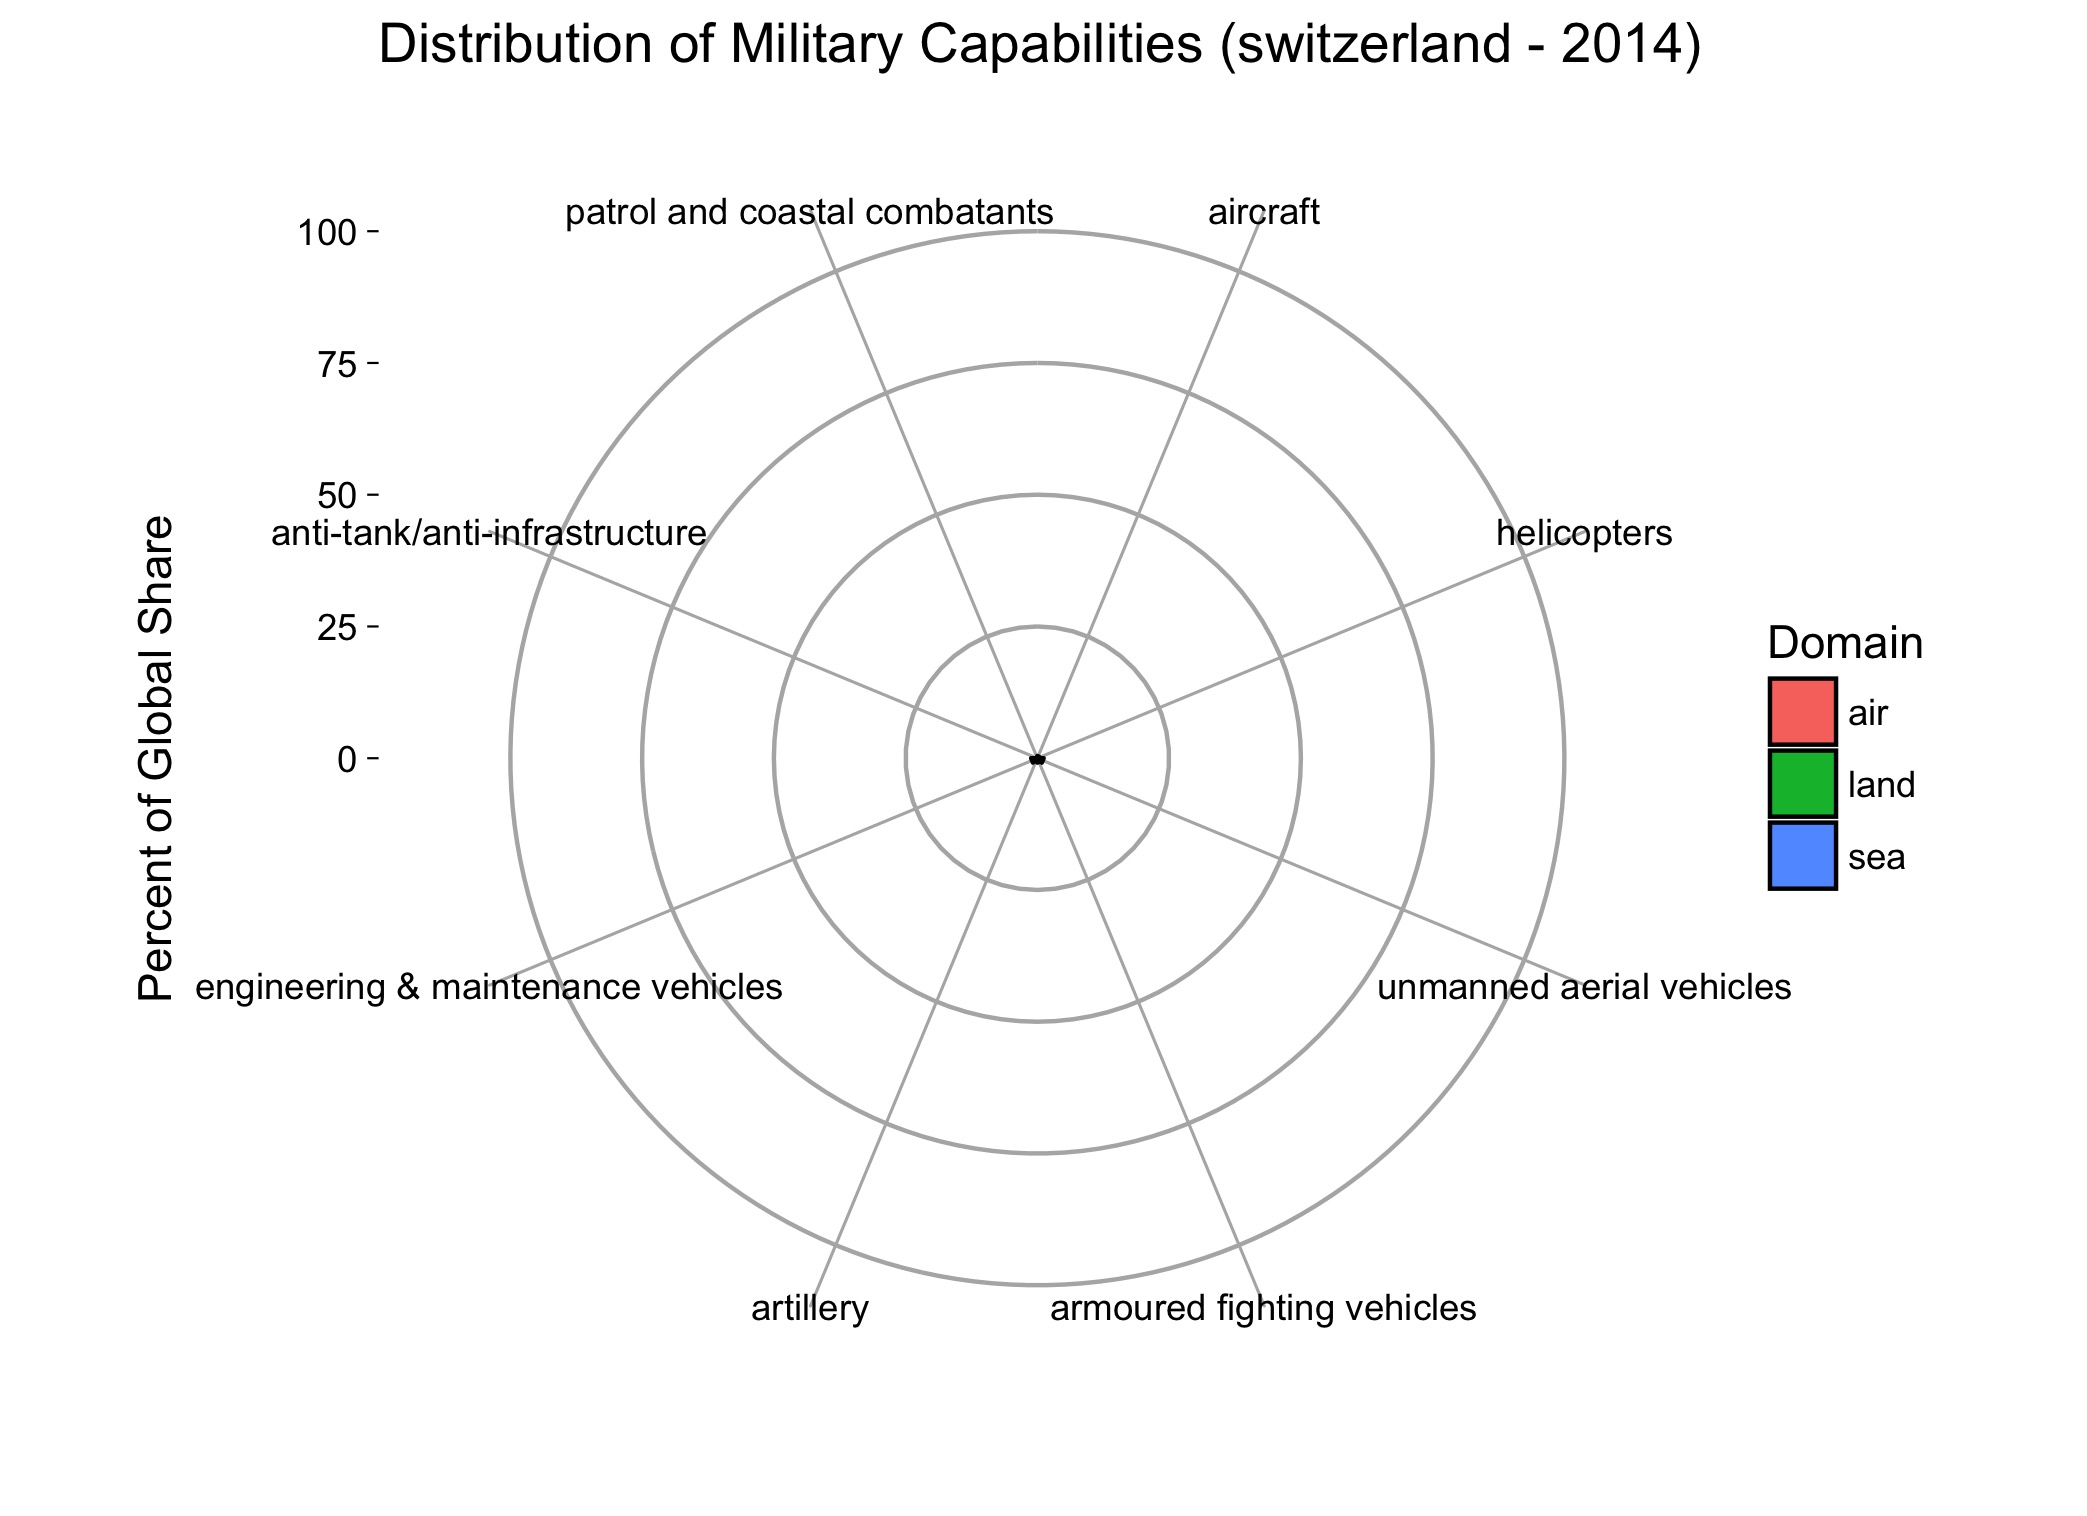 Distribution of Military Capabilities (switzerland - 2014)
patrol and coastal combatants
aircraft
100
75
50
anti-tank/anti-infrastructure
helicopters
25
0
Percent of Global Share
Domain
air
land
sea
engineering & maintenance vehicles
unmanned aerial vehicles
artillery
armoured fighting vehicles